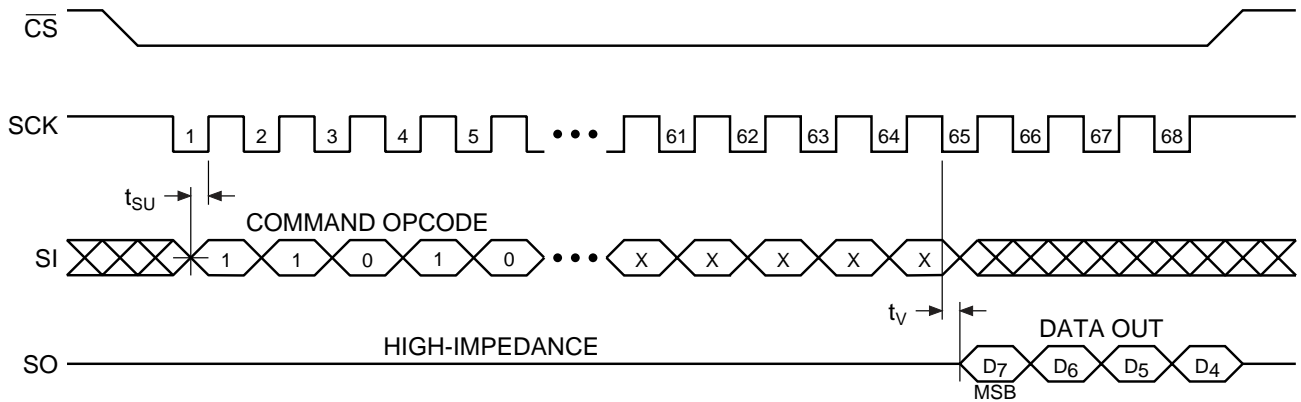 CS
SCK
1 2 3 4 5 ••• 61 62 63 64 65 66 67 68
tSU
COMMAND OPCODE
SI
1 1 0 1 0 ••• X X X X X
tV
HIGH-IMPEDANCE
DATA OUT
SO
D7 D6 D5 D4
MSB